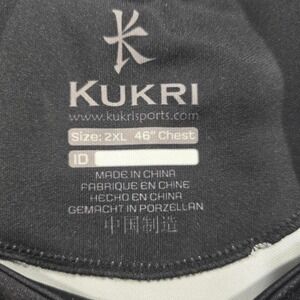 KUKRI
www.kukrisports.com
Size: 2XL 46" Chest
ID
MADE IN CHINA
FABRIQUE EN CHINE
HECHO EN CHINA
GEMACHT IN PORZELLAN
中国制造